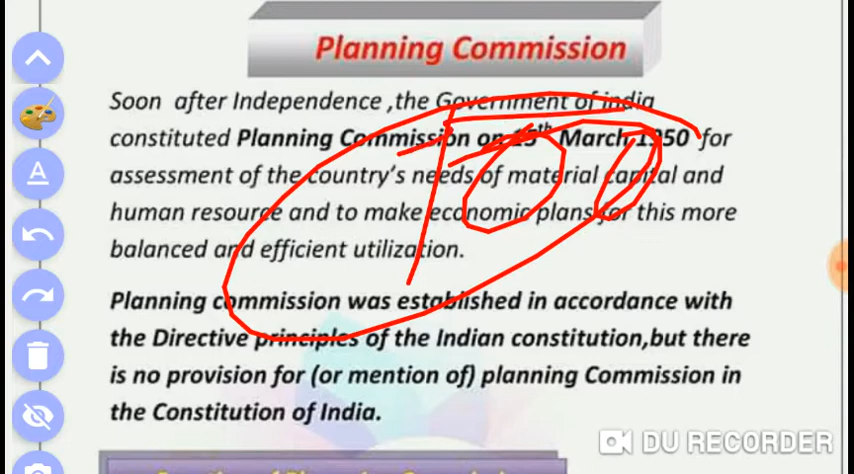 Planning Commission
Soon after Independence ,the Government of india
constituted Planning Commission on 15th March,1950 for
assessment of the country's needs of material capital and
human resource and to make economic plans for this more
balanced and efficient utilization.
Planning commission was established in accordance with
the Directive principles of the Indian constitution,but there
is no provision for (or mention of) planning Commission in
the Constitution of India.
DU RECORDER